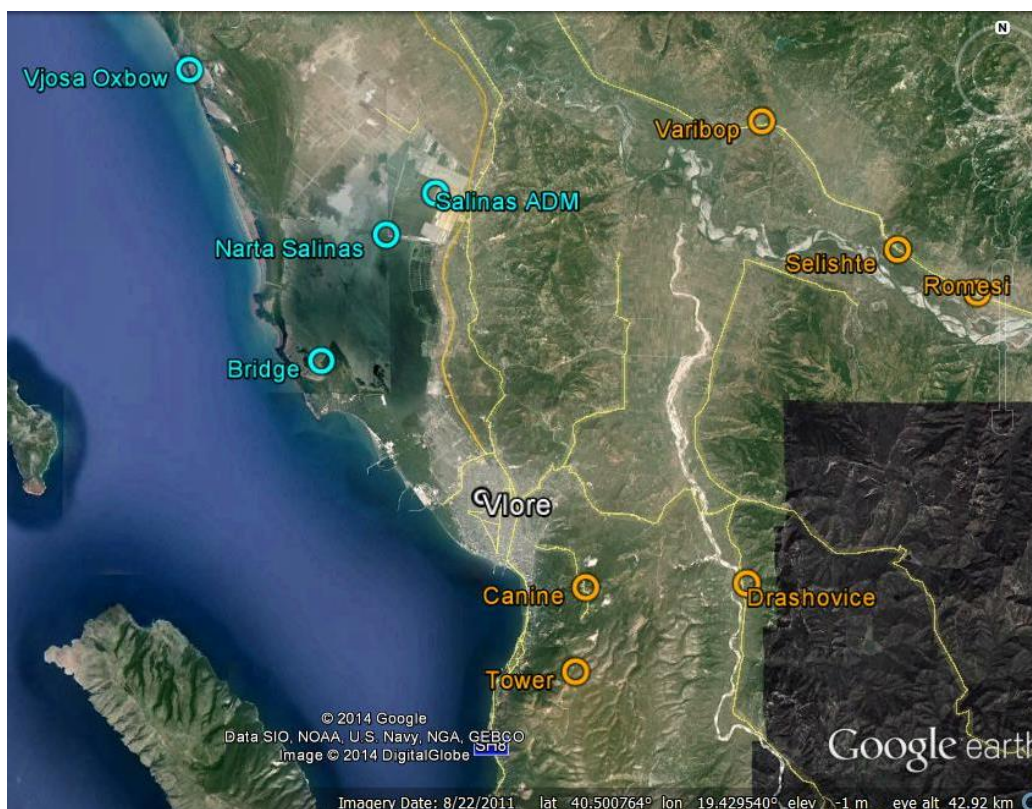 N
Vjosa Oxbow
Varibop
Salinas ADM
Narta Salinas
Selishte
Romesi
Bridge
Vlore
Canine
Drashovice
Tower
© 2014 Google
Data SIO, NOAA, U.S. Navy, NGA, GEBCO
Image © 2014 DigitalGlobe
SH8
Google earth
Imagery Date: 8/22/2011 lat 40.500764° lon 19.429540° elev -1 m eye alt 42.92 km